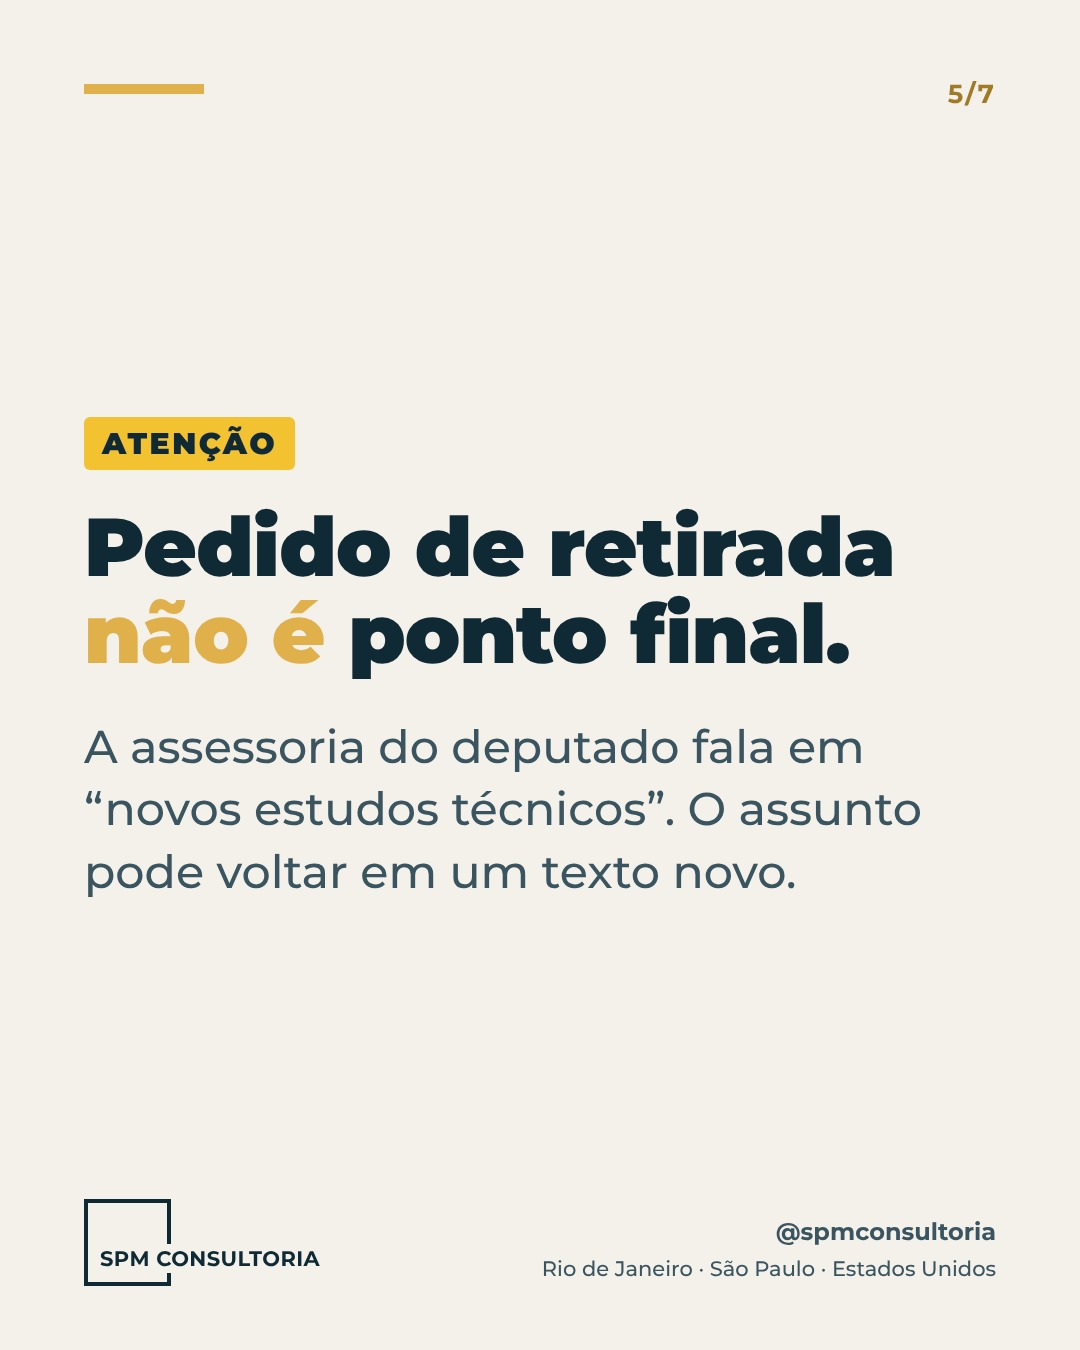 5/7
ATENÇÃO
Pedido de retirada
não é ponto final.
A assessoria do deputado fala em
“novos estudos técnicos”. O assunto
pode voltar em um texto novo.
SPM CONSULTORIA
@spmconsultoria
Rio de Janeiro · São Paulo · Estados Unidos